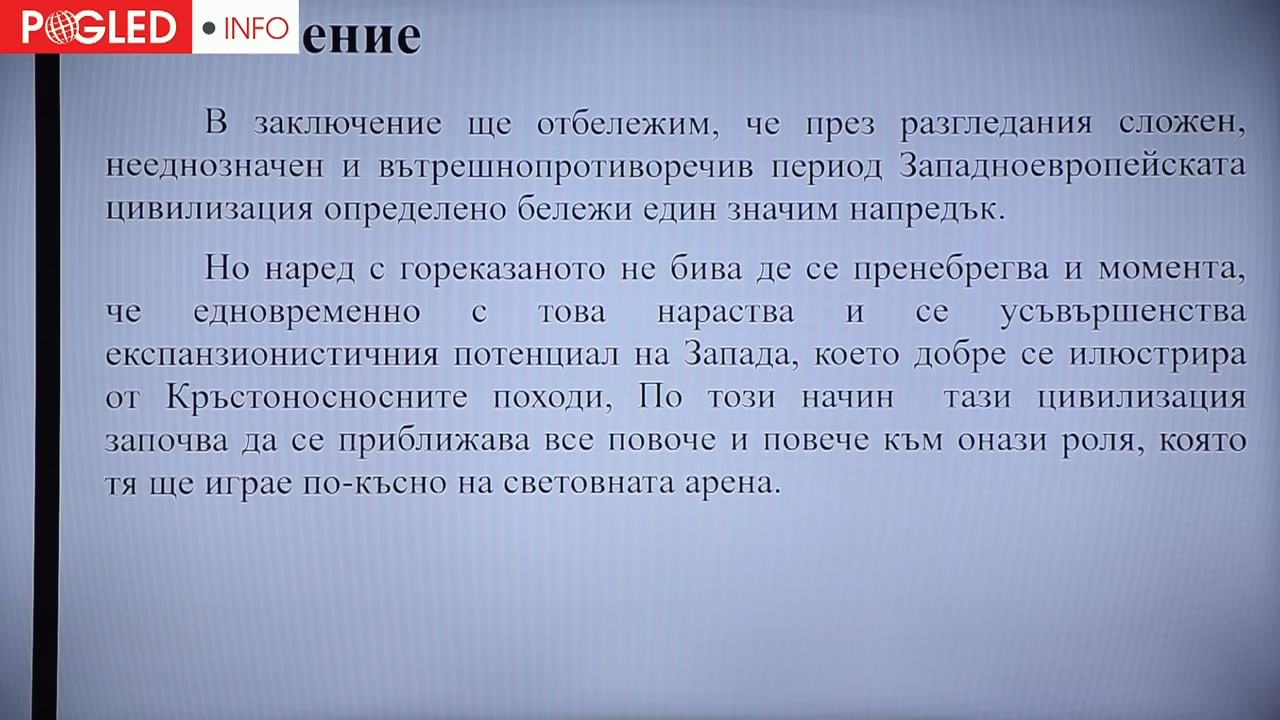 POGLED • INFO
ение
В заключение ще отбележим, че през разгледания сложен,
нееднозначен и вътрешнопротиворечив период Западноевропейската
цивилизация определено бележи един значим напредък.
Но наред с гореказаното не бива де се пренебрегва и момента,
че едновременно с това нараства и се усъвършенства
експанзионистичния потенциал на Запада, което добре се илюстрира
от Кръстоносносните походи, По този начин тази цивилизация
започва да се приближава все повоче и повече към онази роля, която
тя ще играе по-късно на световната арена.